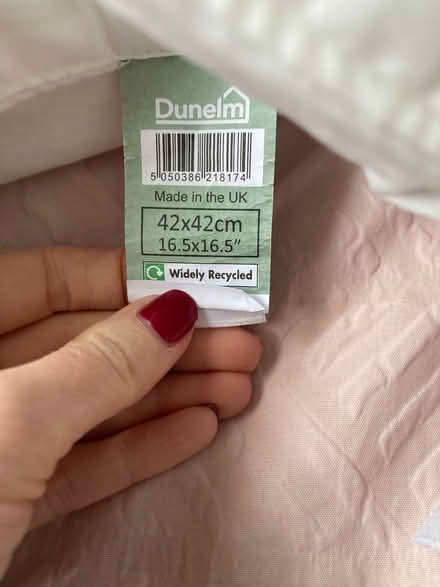 Dunelm
5 050386 218174
Made in the UK
42x42cm
16.5x16.5"
Widely Recycled